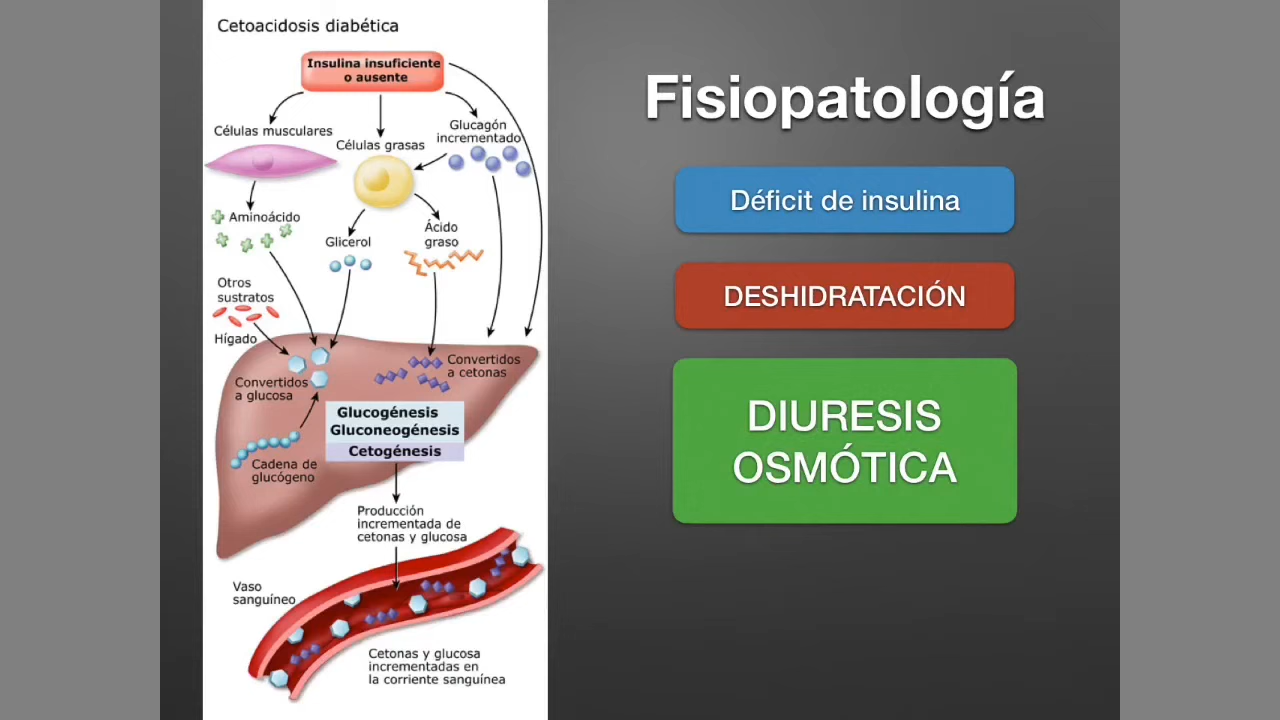 Cetoacidosis diabética
Insulina insuficiente
o ausente
Células musculares
Células grasas
Glucagón
incrementado
Aminoácido
Glicerol
Ácido
graso
Otros
sustratos
Hígado
Convertidos
a glucosa
Convertidos
a cetonas
Glucogénesis
Gluconeogénesis
Cetogénesis
Cadena de
glucógeno
Producción
incrementada de
cetonas y glucosa
Vaso
sanguíneo
Cetonas y glucosa
incrementadas en
la corriente sanguínea
Fisiopatología
Déficit de insulina
DESHIDRATACIÓN
DIURESIS
OSMÓTICA